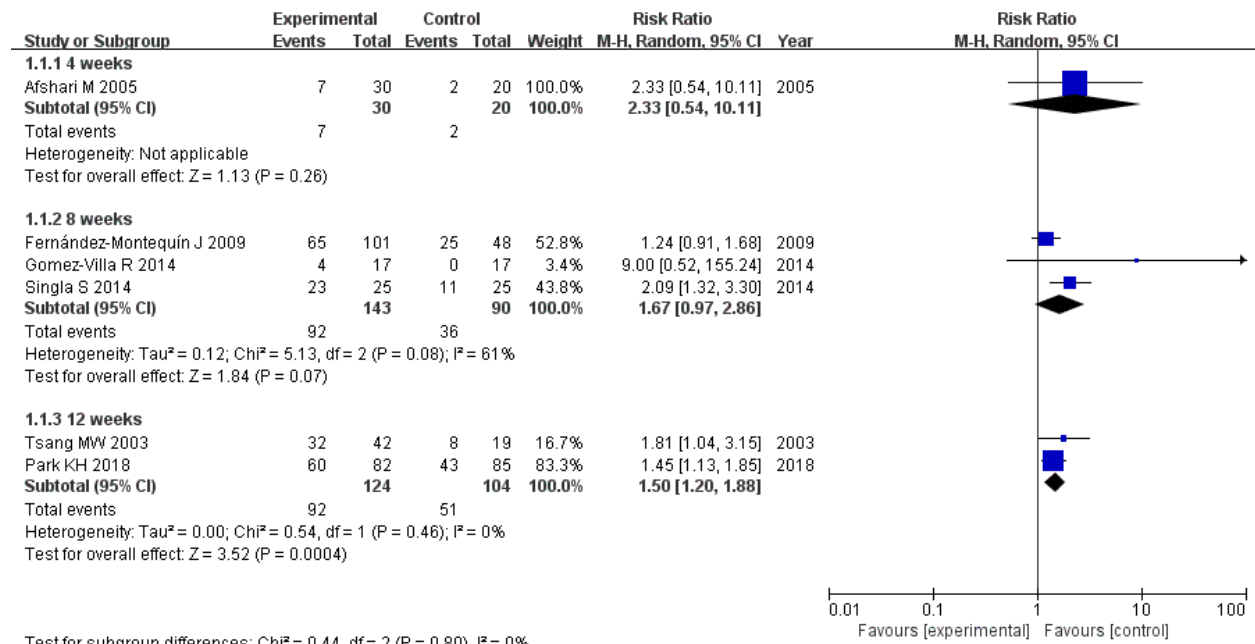 Experimental Control Risk Ratio Risk Ratio
Study or Subgroup Events Total Events Total Weight M-H, Random, 95% CI Year M-H, Random, 95% CI
1.1.1 4 weeks
Afshari M 2005 7 30 2 20 100.0% 2.33 [0.54, 10.11] 2005
Subtotal (95% CI) 30 20 100.0% 2.33 [0.54, 10.11]
Total events 7 2
Heterogeneity: Not applicable
Test for overall effect: Z = 1.13 (P = 0.26)
1.1.2 8 weeks
Fernández-Montequín J 2009 65 101 25 48 52.8% 1.24 [0.91, 1.68] 2009
Gomez-Villa R 2014 4 17 0 17 3.4% 9.00 [0.52, 155.24] 2014
Singla S 2014 23 25 11 25 43.8% 2.09 [1.32, 3.30] 2014
Subtotal (95% CI) 143 90 100.0% 1.67 [0.97, 2.86]
Total events 92 36
Heterogeneity: Tau² = 0.12; Chi² = 5.13, df = 2 (P = 0.08); I² = 61%
Test for overall effect: Z = 1.84 (P = 0.07)
1.1.3 12 weeks
Tsang MW 2003 32 42 8 19 16.7% 1.81 [1.04, 3.15] 2003
Park KH 2018 60 82 43 85 83.3% 1.45 [1.13, 1.85] 2018
Subtotal (95% CI) 124 104 100.0% 1.50 [1.20, 1.88]
Total events 92 51
Heterogeneity: Tau² = 0.00; Chi² = 0.54, df = 1 (P = 0.46); I² = 0%
Test for overall effect: Z = 3.52 (P = 0.0004)
0.01 0.1 1 10 100
Favours [experimental] Favours [control]
Test for subgroup differences: Chi² = 0.44, df = 2 (P = 0.80), I² = 0%